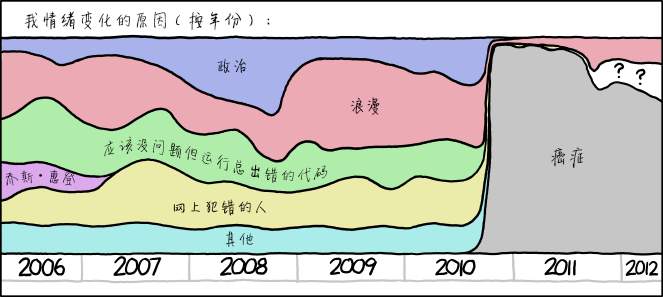 我情绪变化的原因(按年份):
政治
浪漫
? ?
应该没问题但运行总出错的代码
癌症
乔斯·惠登
网上犯错的人
其他
2006 2007 2008 2009 2010 2011 2012